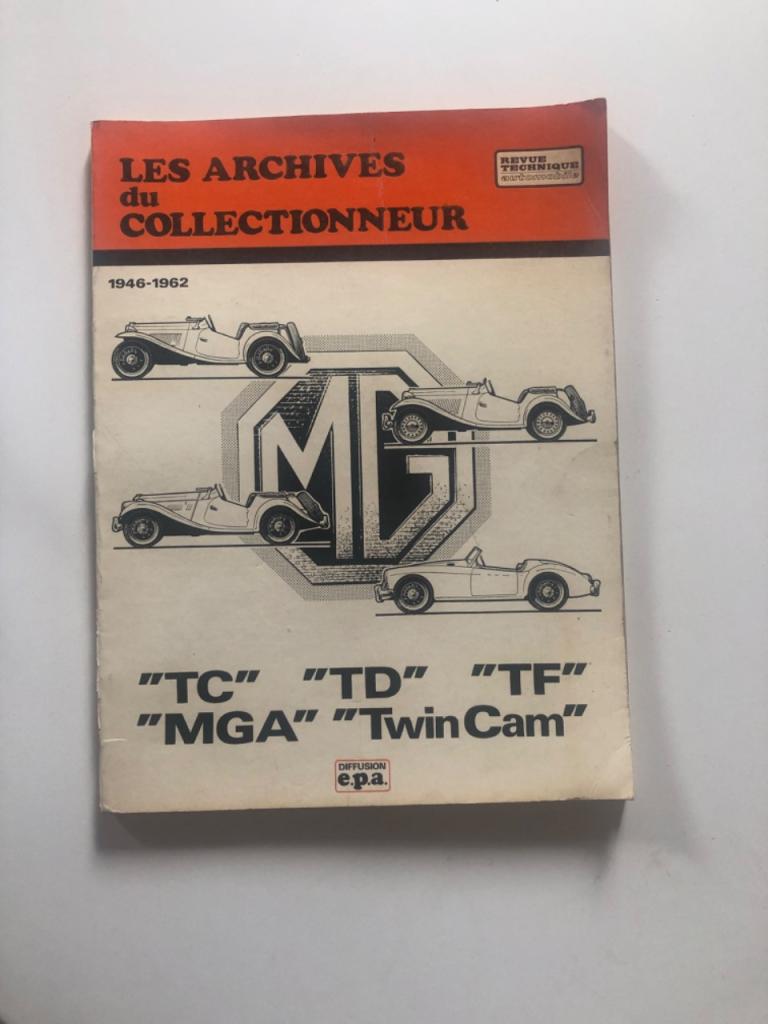 LES ARCHIVES
du
COLLECTIONNEUR
REVUE
TECHNIQUE
automobile
1946-1962
MG
"TC" "TD" "TF"
"MGA" "Twin Cam"
DIFFUSION
e.p.a.